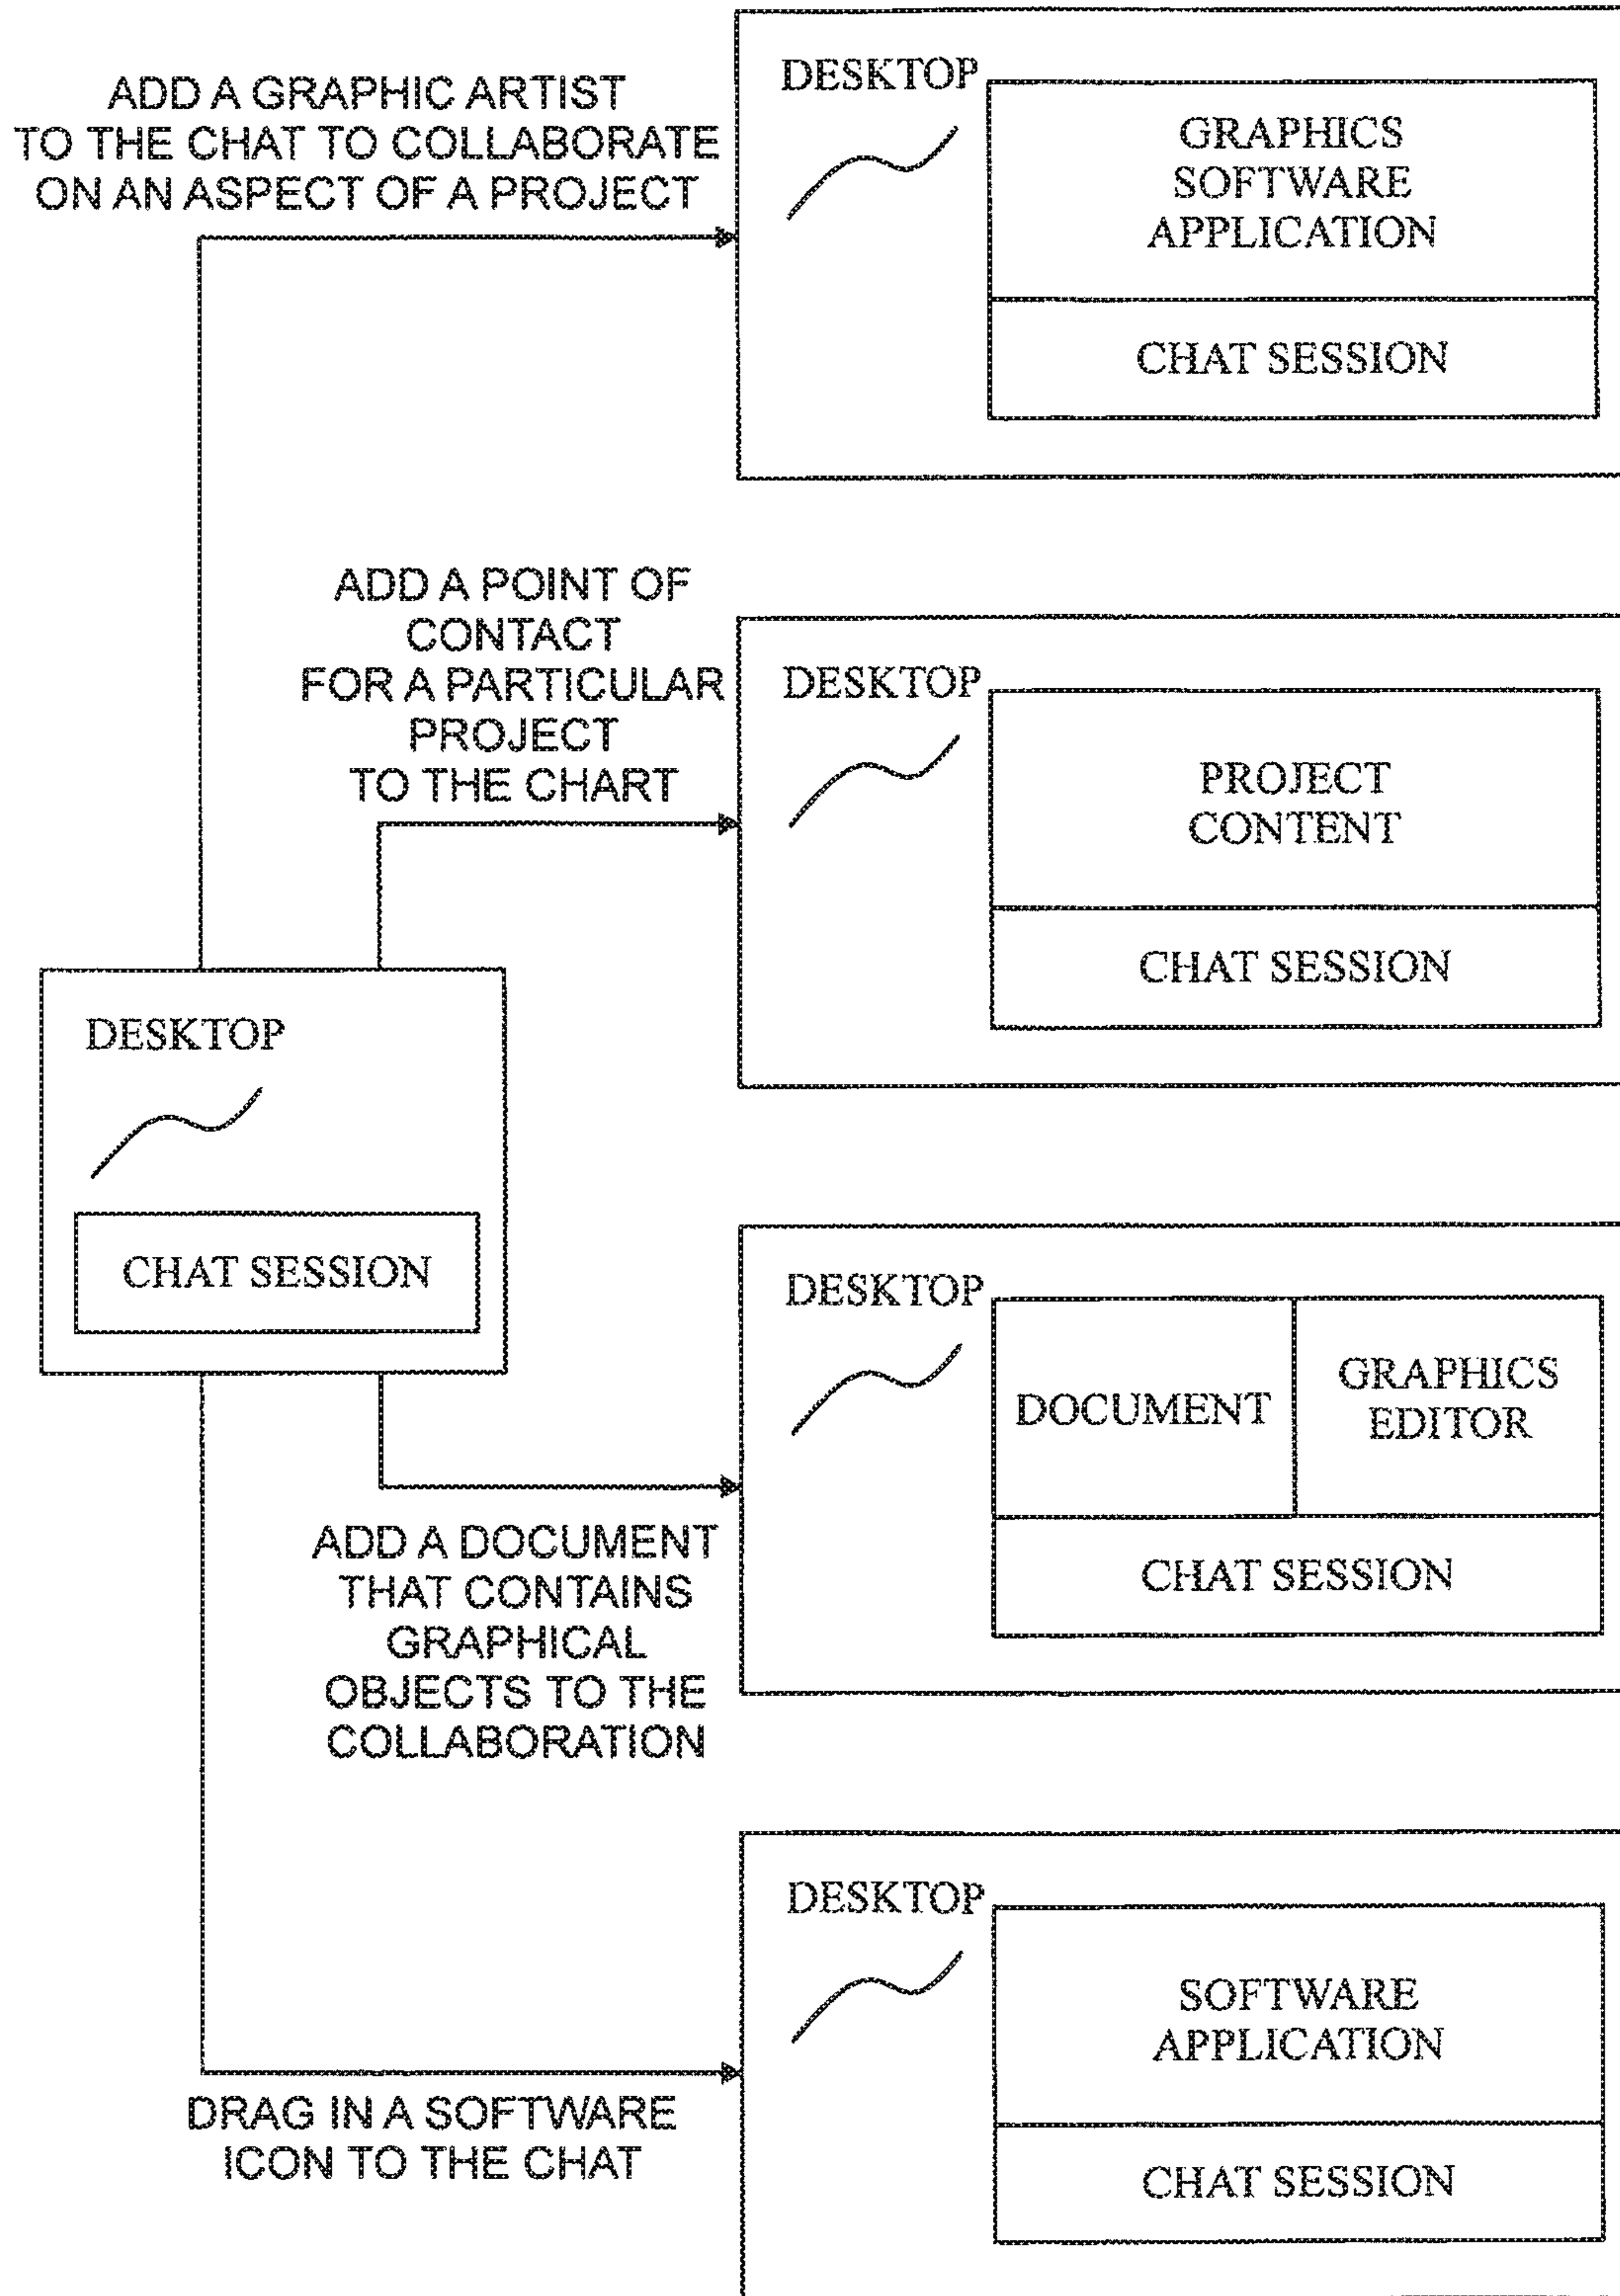 ADD A GRAPHIC ARTIST
TO THE CHAT TO COLLABORATE
ON AN ASPECT OF A PROJECT
DESKTOP
GRAPHICS
SOFTWARE
APPLICATION
CHAT SESSION
ADD A POINT OF
CONTACT
FOR A PARTICULAR
PROJECT
TO THE CHART
DESKTOP
PROJECT
CONTENT
CHAT SESSION
DESKTOP
CHAT SESSION
ADD A DOCUMENT
THAT CONTAINS
GRAPHICAL
OBJECTS TO THE
COLLABORATION
DESKTOP
DOCUMENT
GRAPHICS
EDITOR
CHAT SESSION
DRAG IN A SOFTWARE
ICON TO THE CHAT
DESKTOP
SOFTWARE
APPLICATION
CHAT SESSION